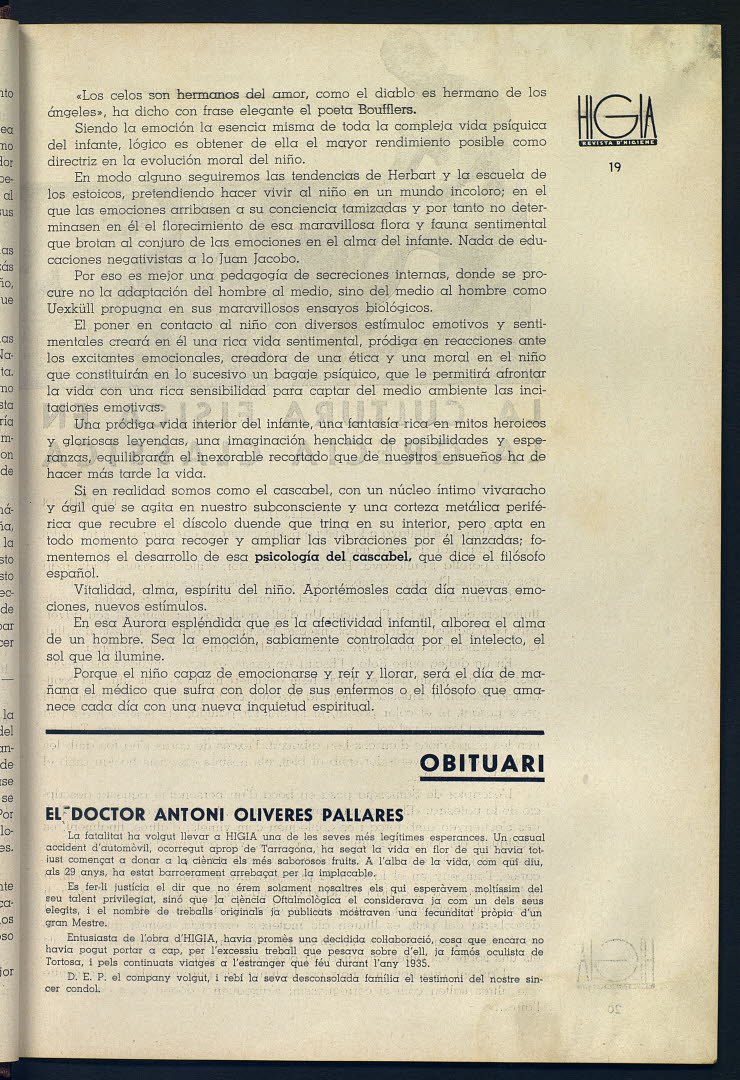 «Los celos son hermanos del amor, como el diablo es hermano de los
ángeles», ha dicho con frase elegante el poeta Boufflers.
Siendo la emoción la esencia misma de toda la compleja vida psíquica
del infante, lógico es obtener de ella el mayor rendimiento posible como
directriz en la evolución moral del niño.
En modo alguno seguiremos las tendencias de Herbart y la escuela de
los estoicos, pretendiendo hacer vivir al niño en un mundo incoloro; en el
que las emociones arribasen a su conciencia tamizadas y por tanto no deter-
minasen en él el florecimiento de esa maravillosa flora y fauna sentimental
que brotan al conjuro de las emociones en el alma del infante. Nada de edu-
caciones negativistas a lo Juan Jacobo.
Por eso es mejor una pedagogía de secreciones internas, donde se pro-
cure no la adaptación del hombre al medio, sino del medio al hombre como
Uexküll propugna en sus maravillosos ensayos biológicos.
El poner en contacto al niño con diversos estímuloc emotivos y senti-
mentales creará en él una rica vida sentimental, pródiga en reacciones ante
los excitantes emocionales, creadora de una ética y una moral en el niño
que constituirán en lo sucesivo un bagaje psíquico, que le permitirá afrontar
la vida con una rica sensibilidad para captar del medio ambiente las inci-
taciones emotivas.
Una pródiga vida interior del infante, una fantasía rica en mitos heroicos
y gloriosas leyendas, una imaginación henchida de posibilidades y espe-
ranzas, equilibrarán el inexorable recortado que de nuestros ensueños ha de
hacer más tarde la vida.
Si en realidad somos como el cascabel, con un núcleo íntimo vivaracho
y ágil que se agita en nuestro subconsciente y una corteza metálica perifé-
rica que recubre el díscolo duende que trina en su interior, pero apta en
todo momento para recoger y ampliar las vibraciones por él lanzadas; fo-
mentemos el desarrollo de esa psicología del cascabel, que dice el filósofo
español.
Vitalidad, alma, espíritu del niño. Aportémosles cada día nuevas emo-
ciones, nuevos estímulos.
En esa Aurora espléndida que es la afectividad infantil, alborea el alma
de un hombre. Sea la emoción, sabiamente controlada por el intelecto, el
sol que la ilumine.
Porque el niño capaz de emocionarse y reír y llorar, será el día de ma-
ñana el médico que sufra con dolor de sus enfermos o el filósofo que ama-
nece cada día con una nueva inquietud espiritual.
HIGIA
REVISTA D'HIGIENE
19
OBITUARI
EL DOCTOR ANTONI OLIVERES PALLARES
La fatalitat ha volgut llevar a HIGIA una de les seves més legítimes esperances. Un casual
accident d'automòvil, ocorregut aprop de Tarragona, ha segat la vida en flor de qui havia tot-
iust començat a donar a la ciència els més saborosos fruits. A l'alba de la vida, com qui diu,
als 29 anys, ha estat barroerament arrebaçat per la implacable.
Es fer-li justícia el dir que no érem solament nosaltres els qui esperàvem moltíssim del
seu talent privilegiat, sinó que la ciència Oftalmològica el considerava ja com un dels seus
elegits, i el nombre de treballs originals ja publicats mostraven una fecunditat pròpia d'un
gran Mestre.
Entusiasta de l'obra d'HIGIA, havia promès una decidida collaboració, cosa que encara no
havia pogut portar a cap, per l'excessiu treball que pesava sobre d'ell, ja famós oculista de
Tortosa, i pels continuats viatges a l'estranger que féu durant l'any 1935.
D. E. P. el company volgut, i rebi la seva desconsolada família el testimoni del nostre sin-
cer condol.